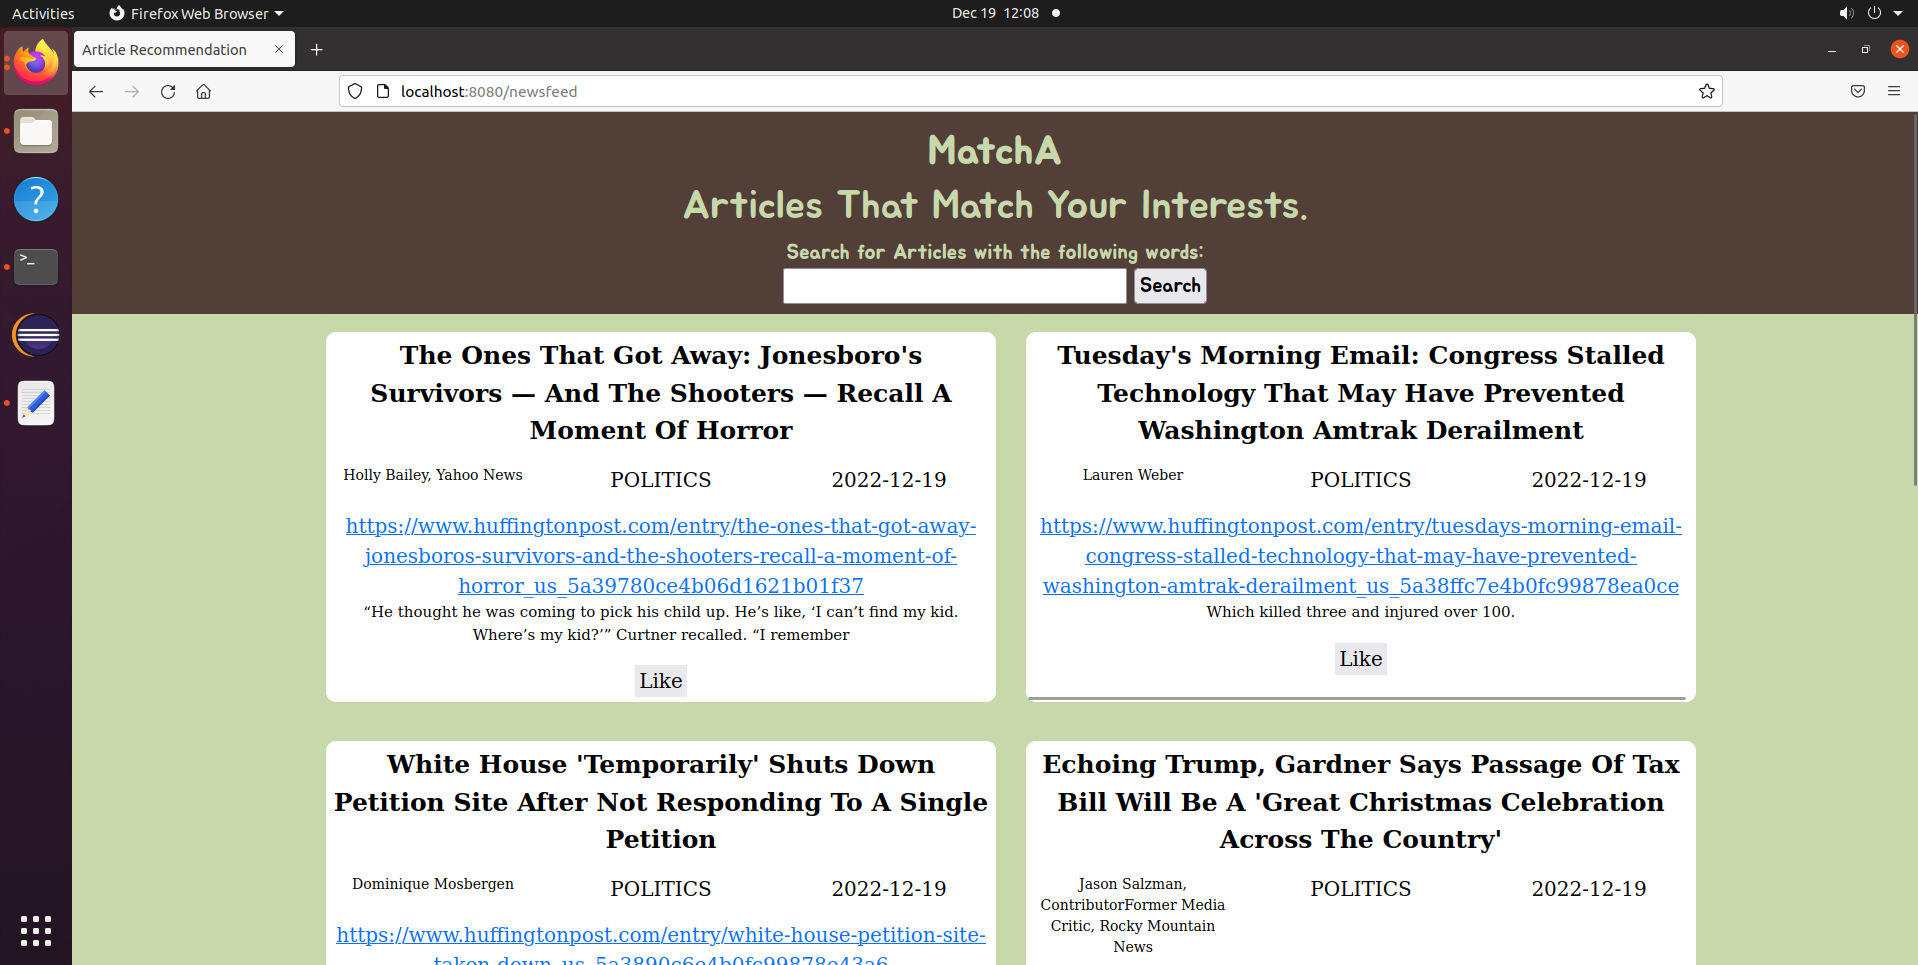 Activities
Firefox Web Browser
Dec 19 12:08
Article Recommendation
localhost:8080/newsfeed
MatchA
Articles That Match Your Interests.
Search for Articles with the following words:
Search
The Ones That Got Away: Jonesboro's
Survivors — And The Shooters — Recall A
Moment Of Horror
Holly Bailey, Yahoo News
POLITICS
2022-12-19
https://www.huffingtonpost.com/entry/the-ones-that-got-away-
jonesboros-survivors-and-the-shooters-recall-a-moment-of-
horror_us_5a39780ce4b06d1621b01f37
“He thought he was coming to pick his child up. He’s like, ‘I can’t find my kid.
Where’s my kid?’” Curtner recalled. “I remember
Like
Tuesday's Morning Email: Congress Stalled
Technology That May Have Prevented
Washington Amtrak Derailment
Lauren Weber
POLITICS
2022-12-19
https://www.huffingtonpost.com/entry/tuesdays-morning-email-
congress-stalled-technology-that-may-have-prevented-
washington-amtrak-derailment_us_5a38ffc7e4b0fc99878ea0ce
Which killed three and injured over 100.
Like
White House 'Temporarily' Shuts Down
Petition Site After Not Responding To A Single
Petition
Dominique Mosbergen
POLITICS
2022-12-19
https://www.huffingtonpost.com/entry/white-house-petition-site-
taken-down_us_5a3890c6e4b0fc99878e43a6
Echoing Trump, Gardner Says Passage Of Tax
Bill Will Be A 'Great Christmas Celebration
Across The Country'
Jason Salzman,
ContributorFormer Media
Critic, Rocky Mountain
News
POLITICS
2022-12-19